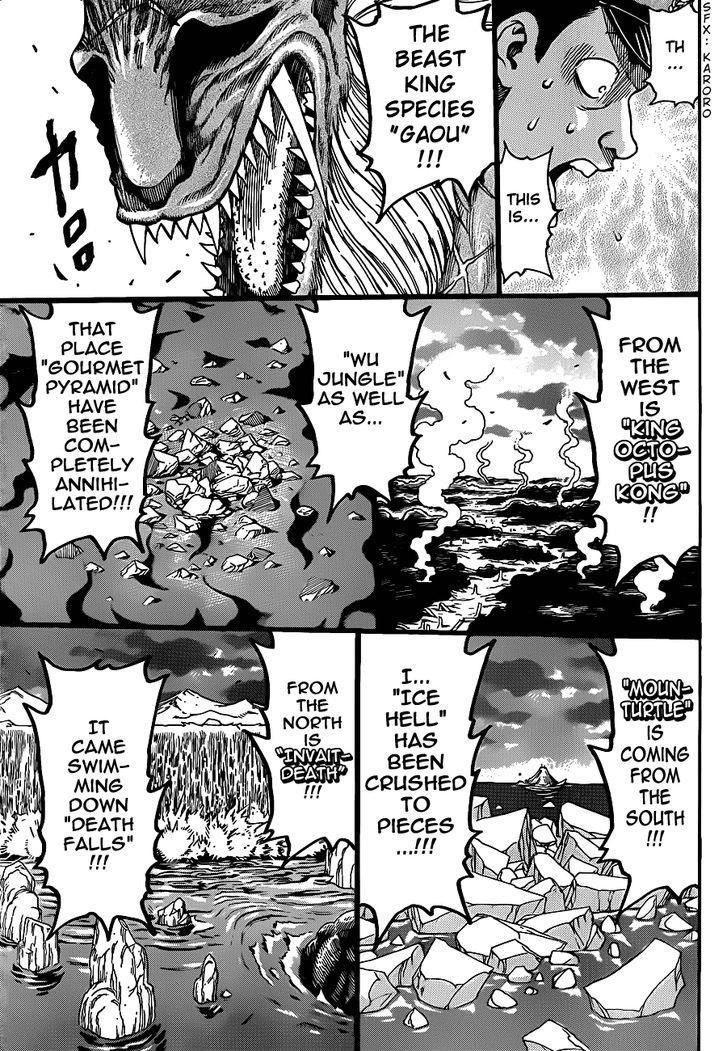 SFX: KARORO
TH
...
THIS
IS...
THE
BEAST
KING
SPECIES
"GAOU"
!!!
カロロ
FROM
THE
WEST
IS
"KING
OCTO-
PUS
KONG"
!!
"WU
JUNGLE"
AS WELL
AS...
THAT
PLACE
"GOURMET
PYRAMID"
HAVE
BEEN
COM-
PLETELY
ANNIHI-
LATED!!!
"MOUN-
TURTLE"
IS
COMING
FROM
THE
SOUTH
!!!
I...
"ICE
HELL"
HAS
BEEN
CRUSHED
TO
PIECES
...!!!
FROM
THE
NORTH
IS
"INVAIT-
DEATH"
!!!
IT
CAME
SWIM-
MING
DOWN
"DEATH
FALLS"
!!!